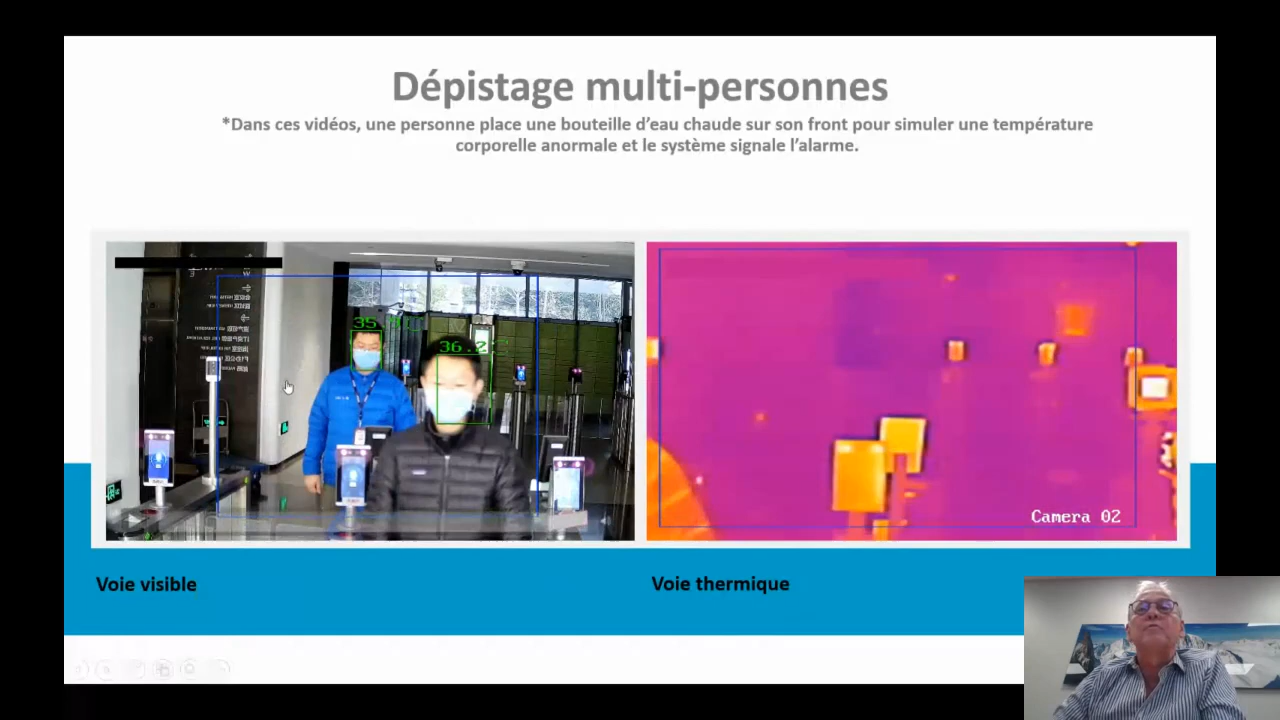 Dépistage multi-personnes
*Dans ces vidéos, une personne place une bouteille d’eau chaude sur son front pour simuler une température
corporelle anormale et le système signale l’alarme.
36.2°C
Camera 02
Voie visible
Voie thermique